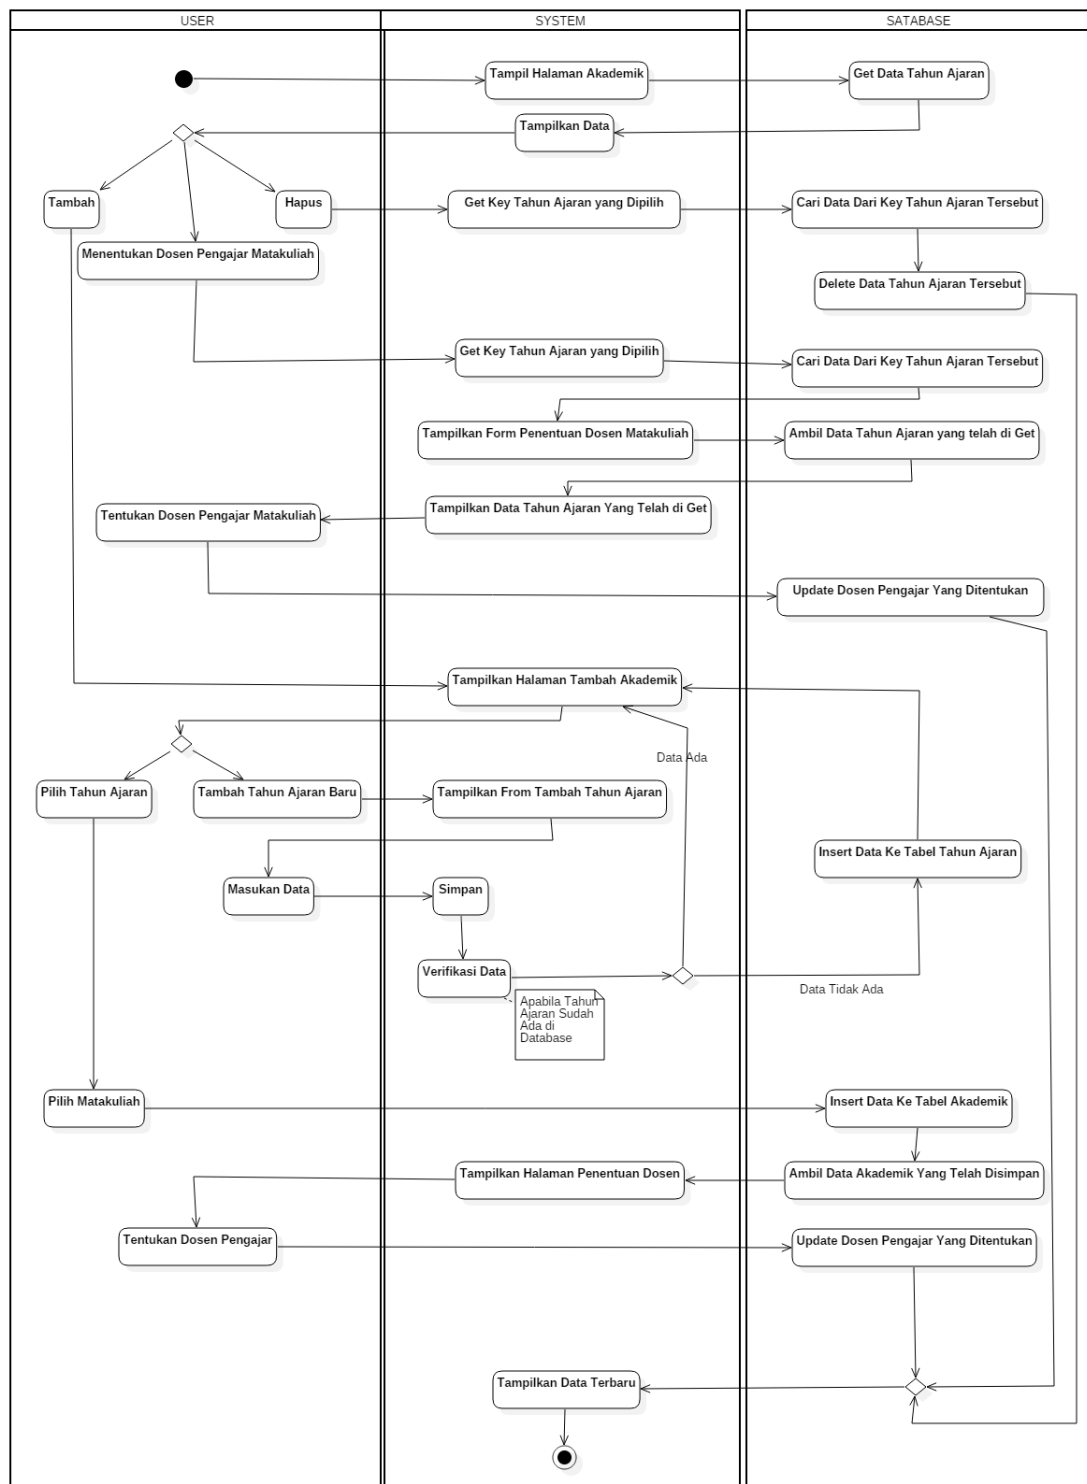 USER
SYSTEM
SATABASE
Tampil Halaman Akademik
Get Data Tahun Ajaran
Tampilkan Data
Tambah
Hapus
Get Key Tahun Ajaran yang Dipilih
Cari Data Dari Key Tahun Ajaran Tersebut
Menentukan Dosen Pengajar Matakuliah
Delete Data Tahun Ajaran Tersebut
Get Key Tahun Ajaran yang Dipilih
Cari Data Dari Key Tahun Ajaran Tersebut
Tampilkan Form Penentuan Dosen Matakuliah
Ambil Data Tahun Ajaran yang telah di Get
Tentukan Dosen Pengajar Matakuliah
Tampilkan Data Tahun Ajaran Yang Telah di Get
Update Dosen Pengajar Yang Ditentukan
Tampilkan Halaman Tambah Akademik
Data Ada
Pilih Tahun Ajaran
Tambah Tahun Ajaran Baru
Tampilkan From Tambah Tahun Ajaran
Insert Data Ke Tabel Tahun Ajaran
Masukan Data
Simpan
Verifikasi Data
Data Tidak Ada
Apabila Tahun
Ajaran Sudah
Ada di
Database
Pilih Matakuliah
Insert Data Ke Tabel Akademik
Tampilkan Halaman Penentuan Dosen
Ambil Data Akademik Yang Telah Disimpan
Tentukan Dosen Pengajar
Update Dosen Pengajar Yang Ditentukan
Tampilkan Data Terbaru